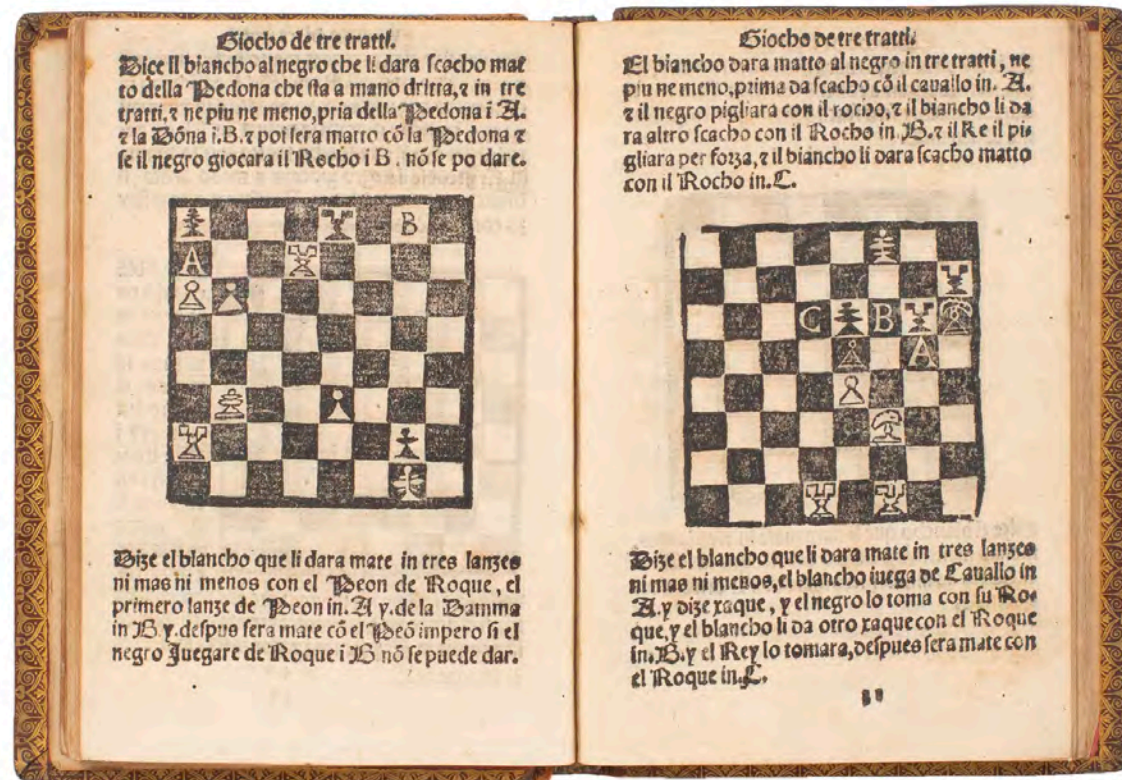 Giocho de tre tratti.
Dice il biancho al negro che li dara scacho mat
to della Pedona che sta a mano dritta, ⁊ in tre
tratti, ⁊ ne piu ne meno, pria della Pedona i A.
⁊ la Dōna i. B. ⁊ poi sera matto cō la Pedona ⁊
se il negro giocara il Rocho i B . nō se po dare.
B
A
Dize el blancho que li dara mate in tres lanzes
ni mas ni menos con el Peon de Roque , el
primero lanze de Peon in. A y. de la Damma
in B. y. despus sera mate cō el Peō impero si el
negro Juegare de Roque i B nō se puede dar.
Giocho de tre tratti.
El biancho dara matto al negro in tre tratti , ne
piu ne meno, prima da scacho cō il cavallo in. A.
⁊ il negro pigliara con il rocho, ⁊ il biancho li da
ra altro scacho con il Rocho in. B. ⁊ il Re il pi-
gliara per forza, ⁊ il biancho li dara scacho matto
con il Rocho in. C.
C B
A
Dize el blancho que li dara mate in tres lanzes
ni mas ni menos, el blancho iuega de Cavallo in
A. y dize xaque , y el negro lo toma con su Ro-
que, y el blancho li da otro xaque con el Roque
in. B. y el Rey lo tomara, despues sera mate con
el Roque in. C.